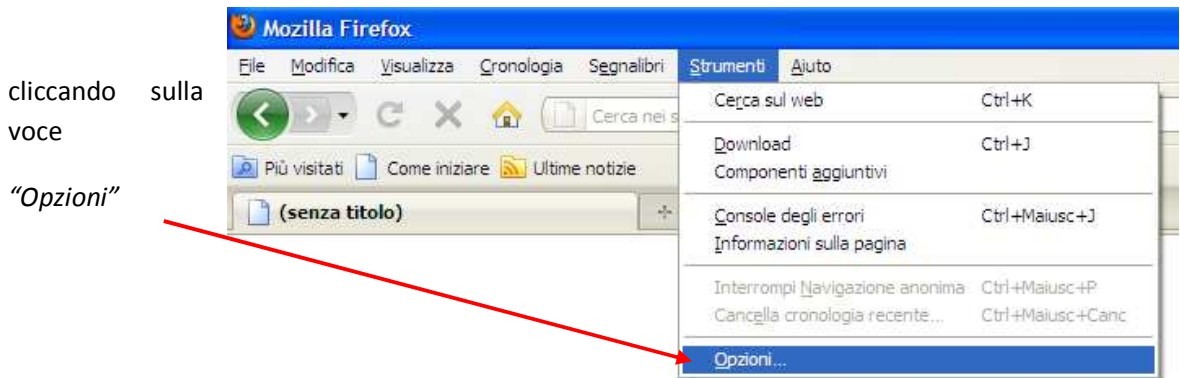 cliccando sulla
voce
“Opzioni”
Mozilla Firefox
File Modifica Visualizza Cronologia Segnalibri Strumenti Aiuto
Cerca nei s
Più visitati Come iniziare Ultime notizie
(senza titolo)
Cerca sul web Ctrl+K
Download Ctrl+J
Componenti aggiuntivi
Console degli errori Ctrl+Maiusc+J
Informazioni sulla pagina
Interrompi Navigazione anonima Ctrl+Maiusc+P
Cancella cronologia recente... Ctrl+Maiusc+Canc
Opzioni...